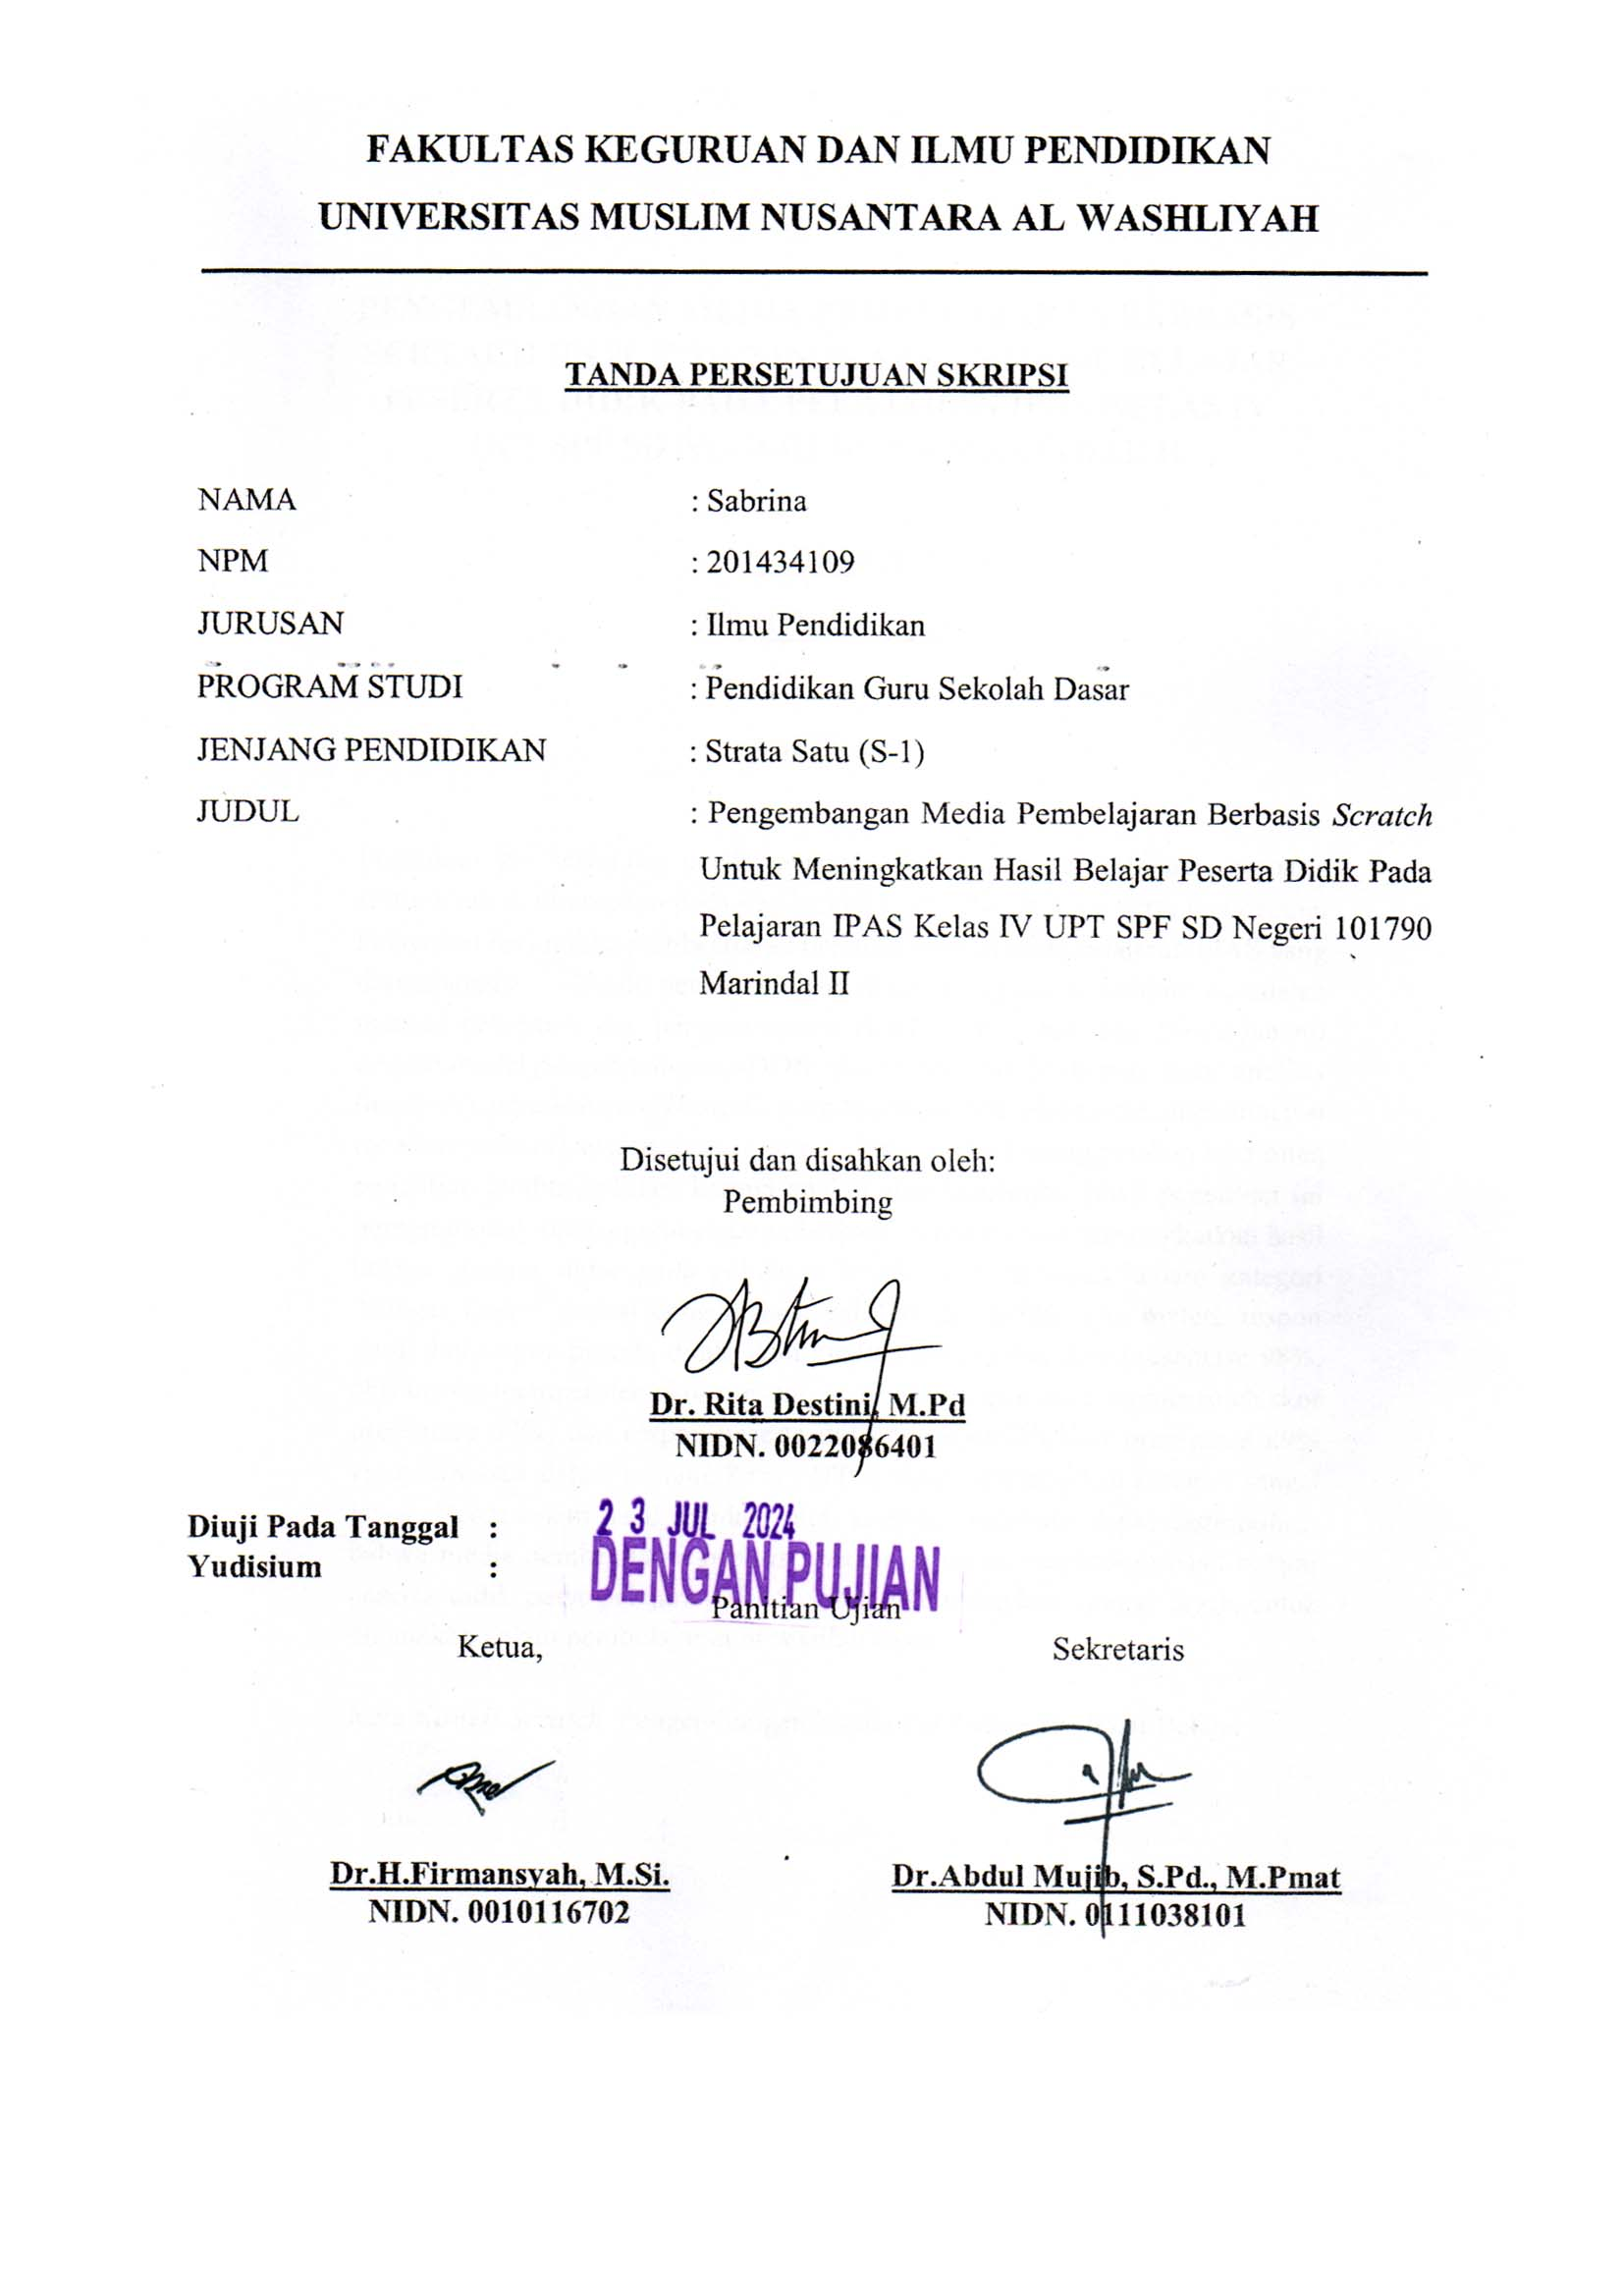 FAKULTAS KEGURUAN DAN ILMU PENDIDIKAN
UNIVERSITAS MUSLIM NUSANTARA AL WASHLIYAH
TANDA PERSETUJUAN SKRIPSI
NAMA : Sabrina
NPM : 201434109
JURUSAN : Ilmu Pendidikan
PROGRAM STUDI : Pendidikan Guru Sekolah Dasar
JENJANG PENDIDIKAN : Strata Satu (S-1)
JUDUL : Pengembangan Media Pembelajaran Berbasis Scratch
Untuk Meningkatkan Hasil Belajar Peserta Didik Pada
Pelajaran IPAS Kelas IV UPT SPF SD Negeri 101790
Marindal II
Disetujui dan disahkan oleh:
Pembimbing
Dr. Rita Destini, M.Pd
NIDN. 0022086401
Diuji Pada Tanggal : 23 JUL 2024
Yudisium : DENGAN PUJIAN
Panitian Ujian
Ketua, Sekretaris
Dr.H.Firmansyah, M.Si. Dr.Abdul Mujib, S.Pd., M.Pmat
NIDN. 0010116702 NIDN. 0111038101